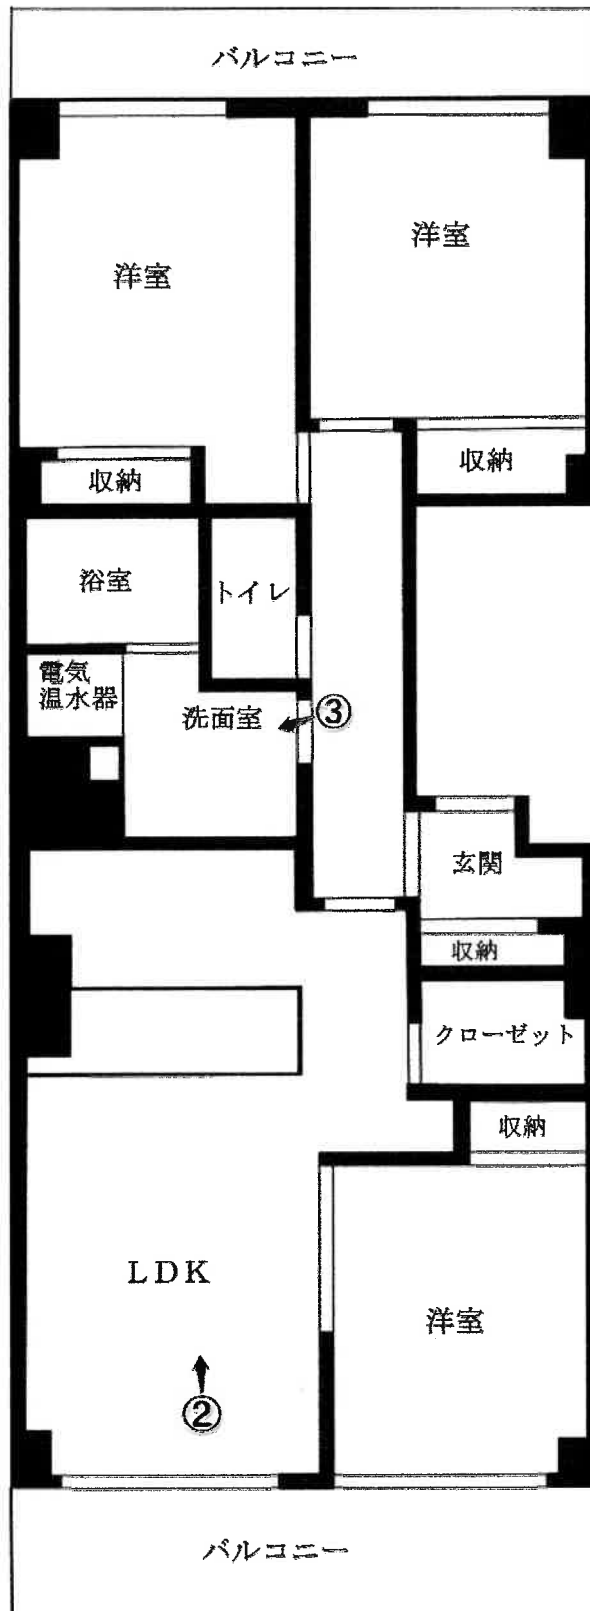 バルコニー
洋室
洋室
収納
収納
浴室
トイレ
電気
温水器
洗面室
③
玄関
収納
クローゼット
収納
LDK
洋室
②
バルコニー